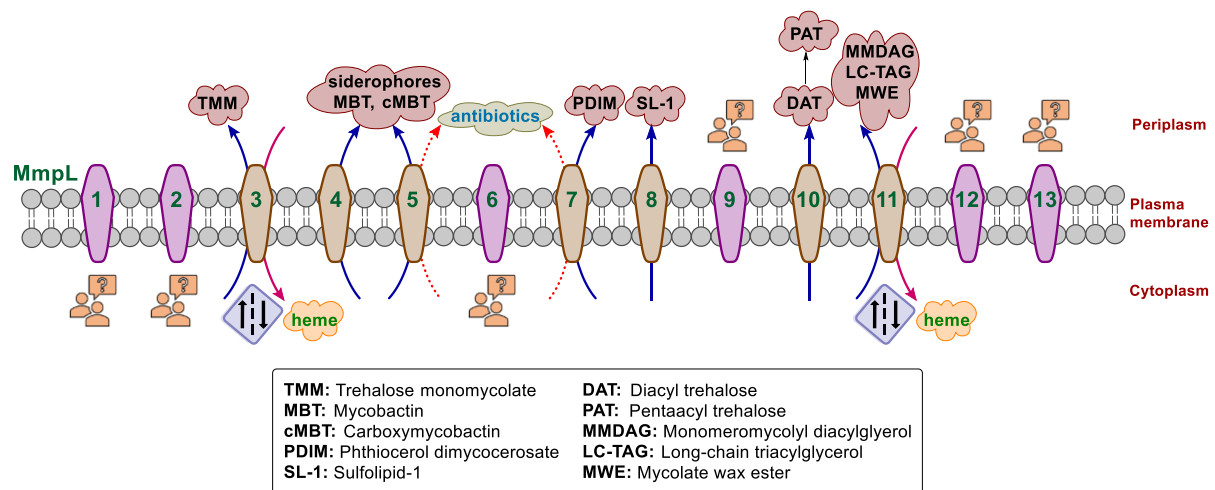 PAT
MMDAG
LC-TAG
MWE
siderophores
MBT, cMBT
TMM
antibiotics
PDIM
SL-1
DAT
?
?
?
Periplasm
MmpL
1
2
3
4
5
6
7
8
9
10
11
12
13
Plasma
membrane
?
?
?
Cytoplasm
heme
heme
TMM: Trehalose monomycolate
MBT: Mycobactin
cMBT: Carboxymycobactin
PDIM: Phthiocerol dimycocerosate
SL-1: Sulfolipid-1
DAT: Diacyl trehalose
PAT: Pentaacyl trehalose
MMDAG: Monomeromycolyl diacylglyerol
LC-TAG: Long-chain triacylglycerol
MWE: Mycolate wax ester